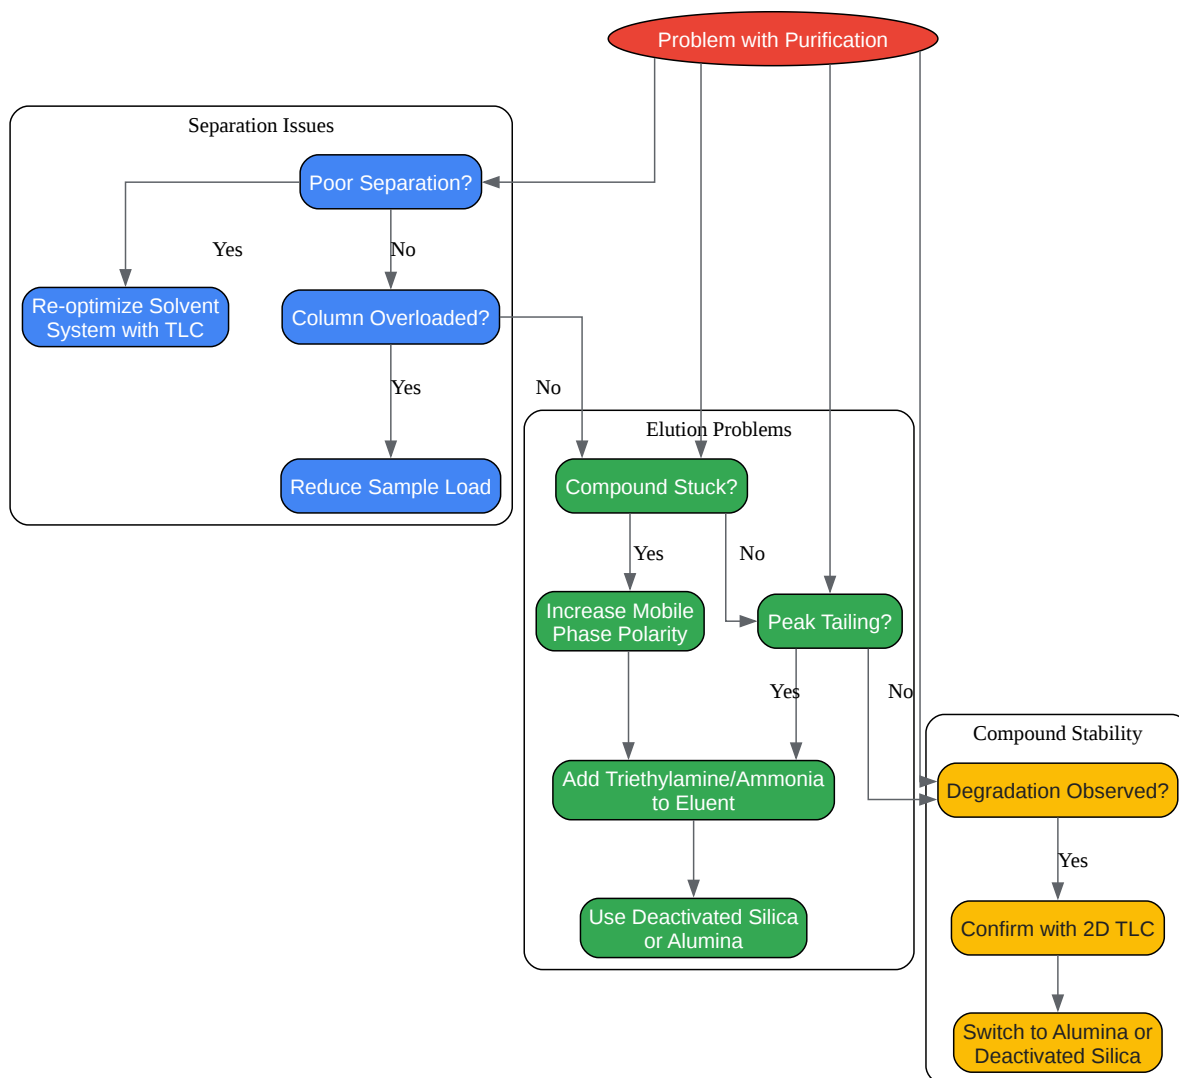 Problem with Purification
Separation Issues
Poor Separation?
Yes
No
Re-optimize Solvent
System with TLC
Column Overloaded?
Yes
No
Reduce Sample Load
Elution Problems
Compound Stuck?
Yes
No
Increase Mobile
Phase Polarity
Peak Tailing?
Yes
No
Add Triethylamine/Ammonia
to Eluent
Use Deactivated Silica
or Alumina
Compound Stability
Degradation Observed?
Yes
Confirm with 2D TLC
Switch to Alumina or
Deactivated Silica